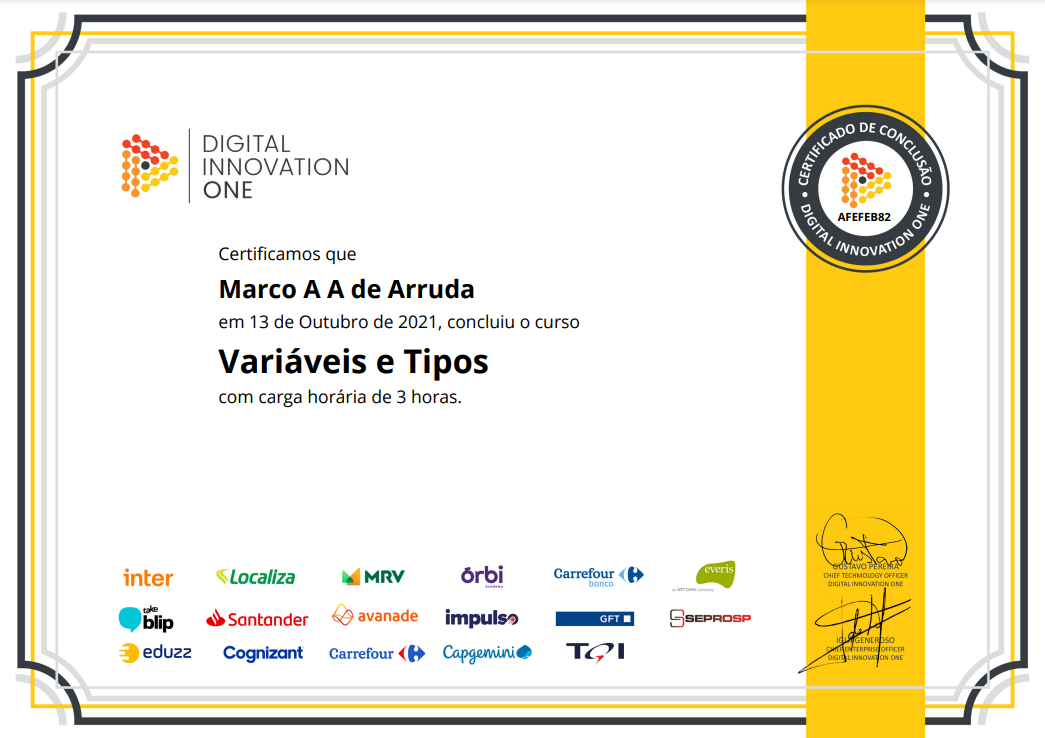 DIGITAL
INNOVATION
ONE
CERTIFICADO DE CONCLUSÃO
AFEFEB82
DIGITAL INNOVATION ONE
Certificamos que
Marco A A de Arruda
em 13 de Outubro de 2021, concluiu o curso
Variáveis e Tipos
com carga horária de 3 horas.
inter
Localiza
MRV
órbi
academy
Carrefour
banco
everis
an NTT DATA Company
take
blip
Santander
avanade
impulso
GFT
SEPROSP
eduzz
Cognizant
Carrefour
Capgemini
TQI
GUSTAVO PEREIRA
CHIEF TECHMOLOGY OFFICER
DIGITAL INNOVATION ONE
GENEROSO
CHIEF ENTERPRISE OFFICER
DIGITAL INNOVATION ONE